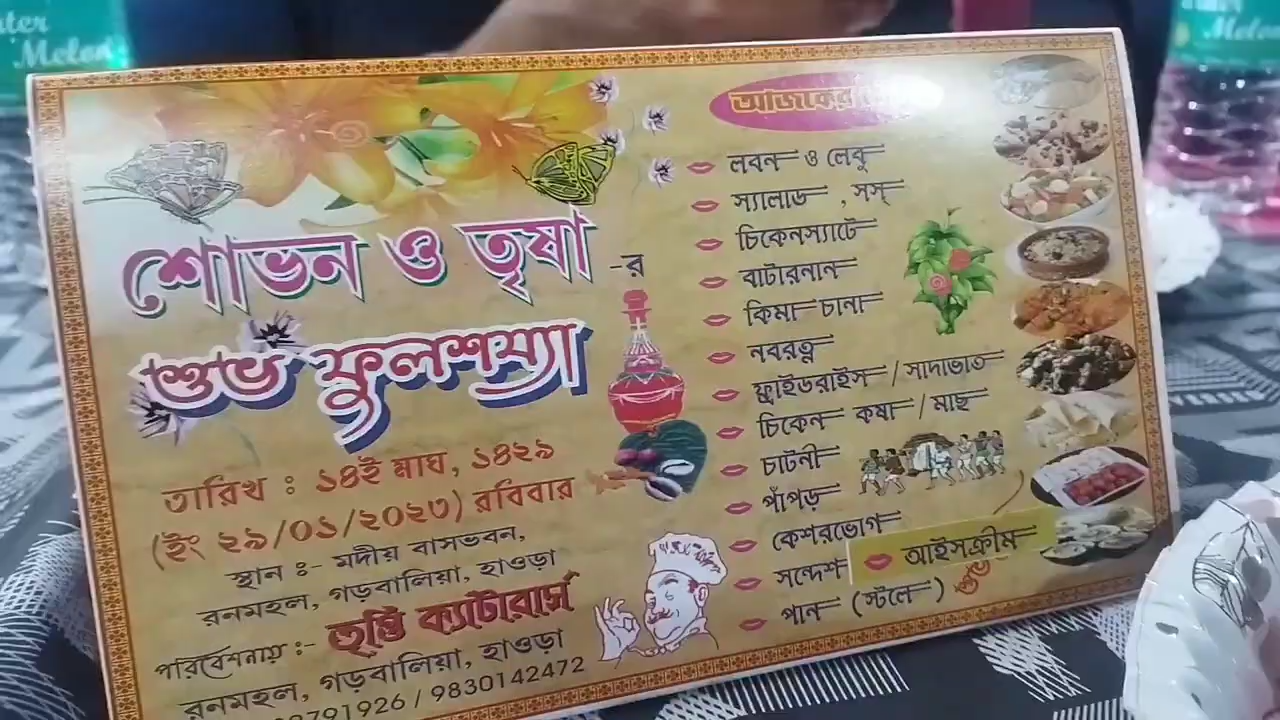 শোভন ও তৃষা -র
শুভ ফুলশয্যা
তারিখ : ১৪ই মাঘ, ১৪২৯
(ইং ২৯/০১/২০২৩) রবিবার
স্থান ঃ- মদীয় বাসভবন,
রনমহল, গড়বালিয়া, হাওড়া
পরিবেশনায় :- তৃপ্তি ক্যাটারার্স
রনমহল, গড়বালিয়া, হাওড়া
9830142472
আজকের
লবন ও লেবু
স্যালাড , সস্
চিকেনস্যাটে
বাটারনান
কিমা চানা
নবরত্ন
ফ্রাইডরাইস / সাদাভাত
চিকেন কষা / মাছ
চাটনী
পাঁপড়
কেশরভোগ
সন্দেশ
আইসক্রীম
পান (স্টলে)